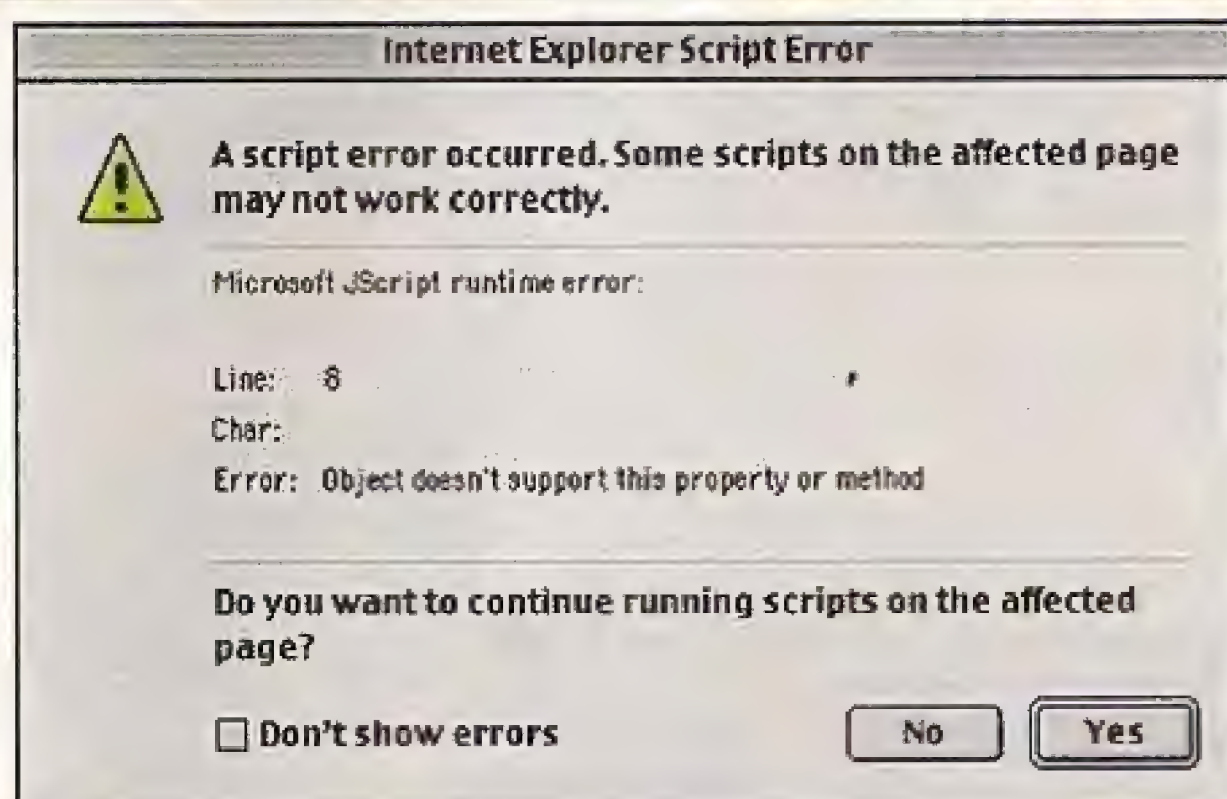 Internet Explorer Script Error
A script error occurred. Some scripts on the affected page
may not work correctly.
Microsoft JScript runtime error:
Line: 8
Char:
Error: Object doesn't support this property or method
Do you want to continue running scripts on the affected
page?
Don't show errors
No
Yes